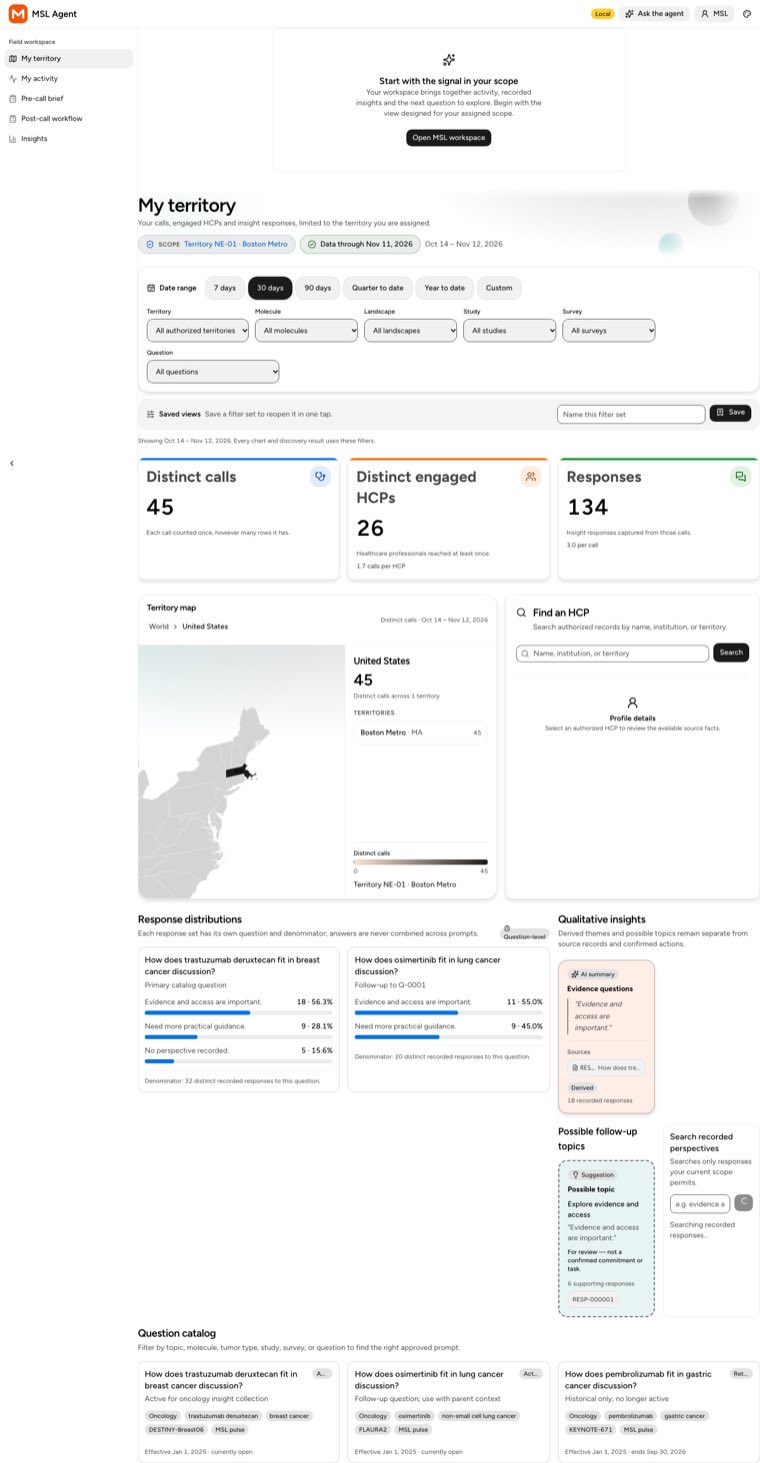 MSL Agent
Local
Ask the agent
MSL
Field workspace
My territory
My activity
Pre-call brief
Post-call workflow
Insights
Start with the signal in your scope
Your workspace brings together activity, recorded
insights and the next question to explore. Begin with the
view designed for your assigned scope.
Open MSL workspace
My territory
Your calls, engaged HCPs and insight responses, limited to the territory you are assigned.
SCOPE Territory NE-01 · Boston Metro
Data through Nov 11, 2026
Oct 14 – Nov 12, 2026
Date range
7 days
30 days
90 days
Quarter to date
Year to date
Custom
Territory
Molecule
Landscape
Study
Survey
All authorized territories
All molecules
All landscapes
All studies
All surveys
Question
All questions
Saved views Save a filter set to reopen it in one tap.
Name this filter set
Save
Showing Oct 14 – Nov 12, 2026. Every chart and discovery result uses these filters.
Distinct calls
45
Each call counted once, however many rows it has.
Distinct engaged
HCPs
26
Healthcare professionals reached at least once.
1.7 calls per HCP
Responses
134
Insight responses captured from those calls.
3.0 per call
Territory map
World > United States
Distinct calls · Oct 14 – Nov 12, 2026
United States
45
Distinct calls across 1 territory
TERRITORIES
Boston Metro · MA 45
Distinct calls
0 45
Territory NE-01 · Boston Metro
Find an HCP
Search authorized records by name, institution, or territory.
Name, institution, or territory
Search
Profile details
Select an authorized HCP to review the available source facts.
Response distributions
Each response set has its own question and denominator; answers are never combined across prompts.
Question-level
How does trastuzumab deruxtecan fit in breast
cancer discussion?
Primary catalog question
Evidence and access are important. 18 · 56.3%
Need more practical guidance. 9 · 28.1%
No perspective recorded. 5 · 15.6%
Denominator: 32 distinct recorded responses to this question.
How does osimertinib fit in lung cancer
discussion?
Follow-up to Q-0001
Evidence and access are important. 11 · 55.0%
Need more practical guidance. 9 · 45.0%
Denominator: 20 distinct recorded responses to this question.
Qualitative insights
Derived themes and possible topics remain separate from
source records and confirmed actions.
AI summary
Evidence questions
"Evidence and
access are
important."
Sources
RES... How does tre...
Derived
18 recorded responses
Possible follow-up
topics
Suggestion
Possible topic
Explore evidence and
access
"Evidence and access
are important."
For review — not a
confirmed commitment or
task.
6 supporting responses
RESP-000001
Search recorded
perspectives
Searches only responses
your current scope
permits.
e.g. evidence a
Searching recorded
responses...
Question catalog
Filter by topic, molecule, tumor type, study, survey, or question to find the right approved prompt.
How does trastuzumab deruxtecan fit in
breast cancer discussion?
A...
Active for oncology insight collection
Oncology
trastuzumab deruxtecan
breast cancer
DESTINY-Breast06
MSL pulse
Effective Jan 1, 2025 · currently open
How does osimertinib fit in lung cancer
discussion?
Act...
Follow-up question; use with parent context
Oncology
osimertinib
non-small cell lung cancer
FLAURA2
MSL pulse
Effective Jan 1, 2025 · currently open
How does pembrolizumab fit in gastric
cancer discussion?
Ret...
Historical only; no longer active
Oncology
pembrolizumab
gastric cancer
KEYNOTE-671
MSL pulse
Effective Jan 1, 2025 · ends Sep 30, 2026